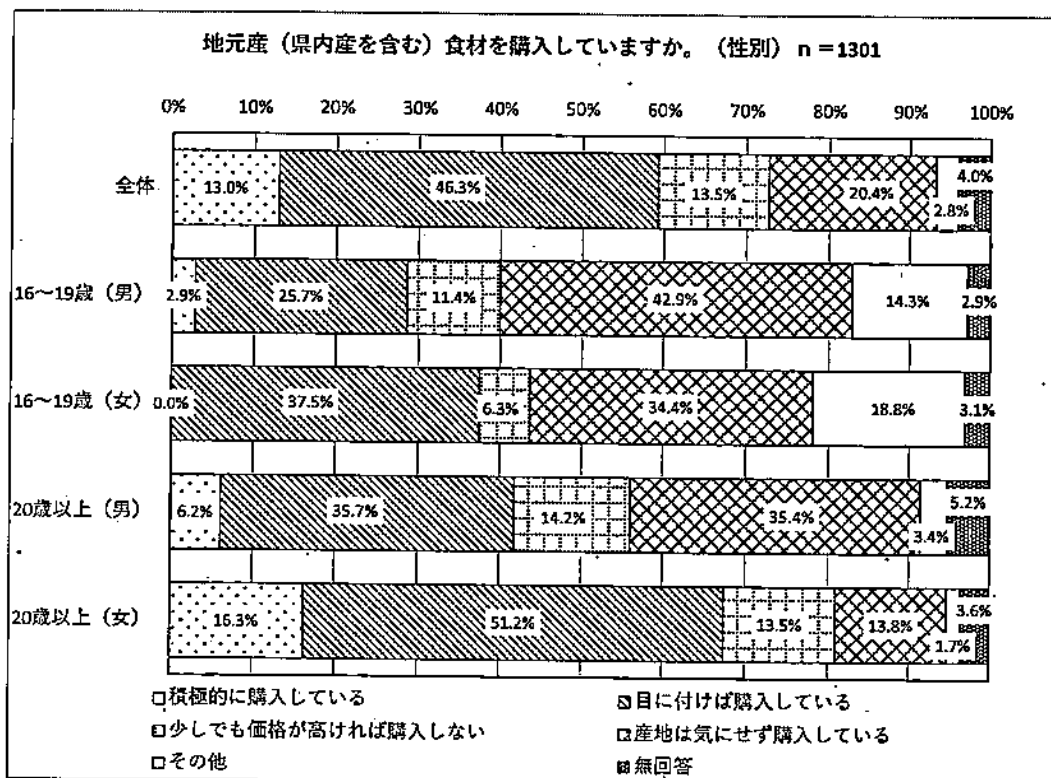 地元産（県内産を含む）食材を購入していますか。（性別）ｎ＝1301
0% 10% 20% 30% 40% 50% 60% 70% 80% 90% 100%
全体 13.0% 46.3% 13.5% 20.4% 2.8% 4.0%
16～19歳（男） 2.9% 25.7% 11.4% 42.9% 14.3% 2.9%
16～19歳（女） 0.0% 37.5% 6.3% 34.4% 18.8% 3.1%
20歳以上（男） 6.2% 35.7% 14.2% 35.4% 3.4% 5.2%
20歳以上（女） 16.3% 51.2% 13.5% 13.8% 1.7% 3.6%
積極的に購入している 目に付けば購入している
少しでも価格が高ければ購入しない 産地は気にせず購入している
その他 無回答